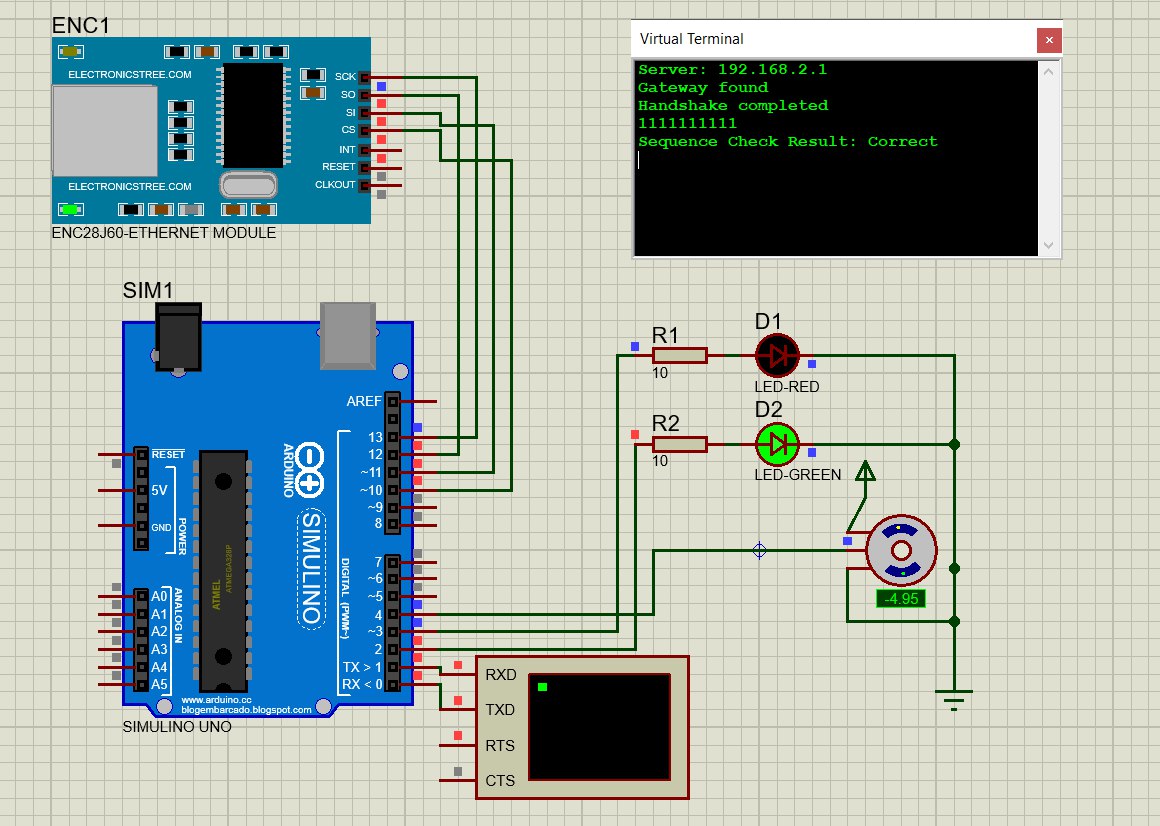 ENC1
ELECTRONICSTREE.COM
ELECTRONICSTREE.COM
SCK
SO
SI
CS
INT
RESET
CLKOUT
ENC28J60-ETHERNET MODULE
Virtual Terminal
Server: 192.168.2.1
Gateway found
Handshake completed
1111111111
Sequence Check Result: Correct
SIM1
AREF
13
12
~11
~10
~9
8
7
~6
~5
4
~3
2
TX > 1
RX < 0
RESET
5V
GND
POWER
A0
A1
A2
A3
A4
A5
ANALOG IN
ATMEL
ATMEGA328P
ARDUINO
SIMULINO
DIGITAL (PWM~)
www.arduino.cc
blogembarcado.blogspot.com
SIMULINO UNO
R1
10
D1
LED-RED
R2
10
D2
LED-GREEN
-4.95
RXD
TXD
RTS
CTS